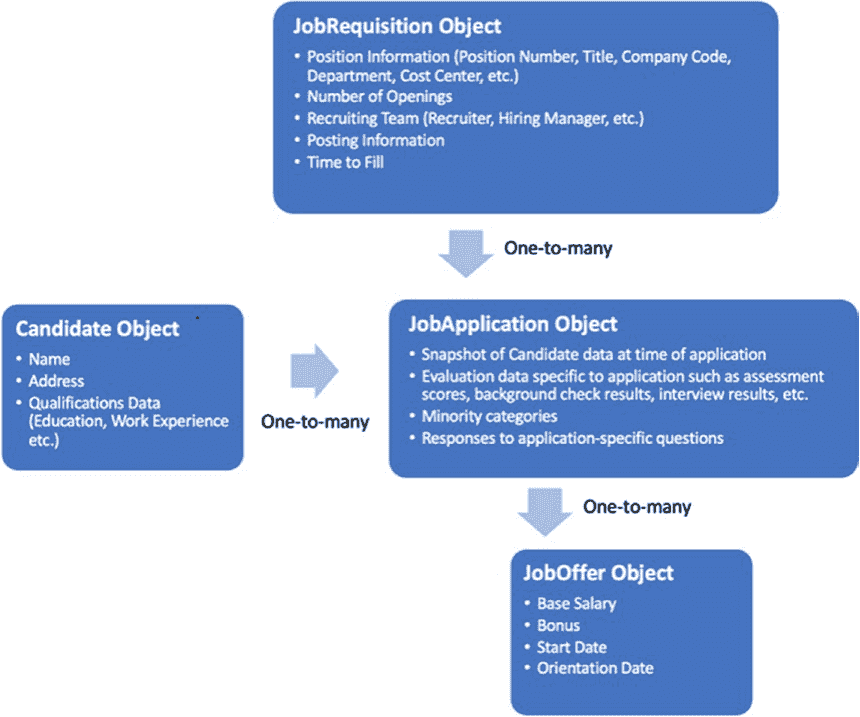 JobRequisition Object
• Position Information (Position Number, Title, Company Code,
Department, Cost Center, etc.)
• Number of Openings
• Recruiting Team (Recruiter, Hiring Manager, etc.)
• Posting Information
• Time to Fill
One-to-many
Candidate Object
• Name
• Address
• Qualifications Data
(Education, Work Experience
etc.)
One-to-many
JobApplication Object
• Snapshot of Candidate data at time of application
• Evaluation data specific to application such as assessment
scores, background check results, interview results, etc.
• Minority categories
• Responses to application-specific questions
One-to-many
JobOffer Object
• Base Salary
• Bonus
• Start Date
• Orientation Date